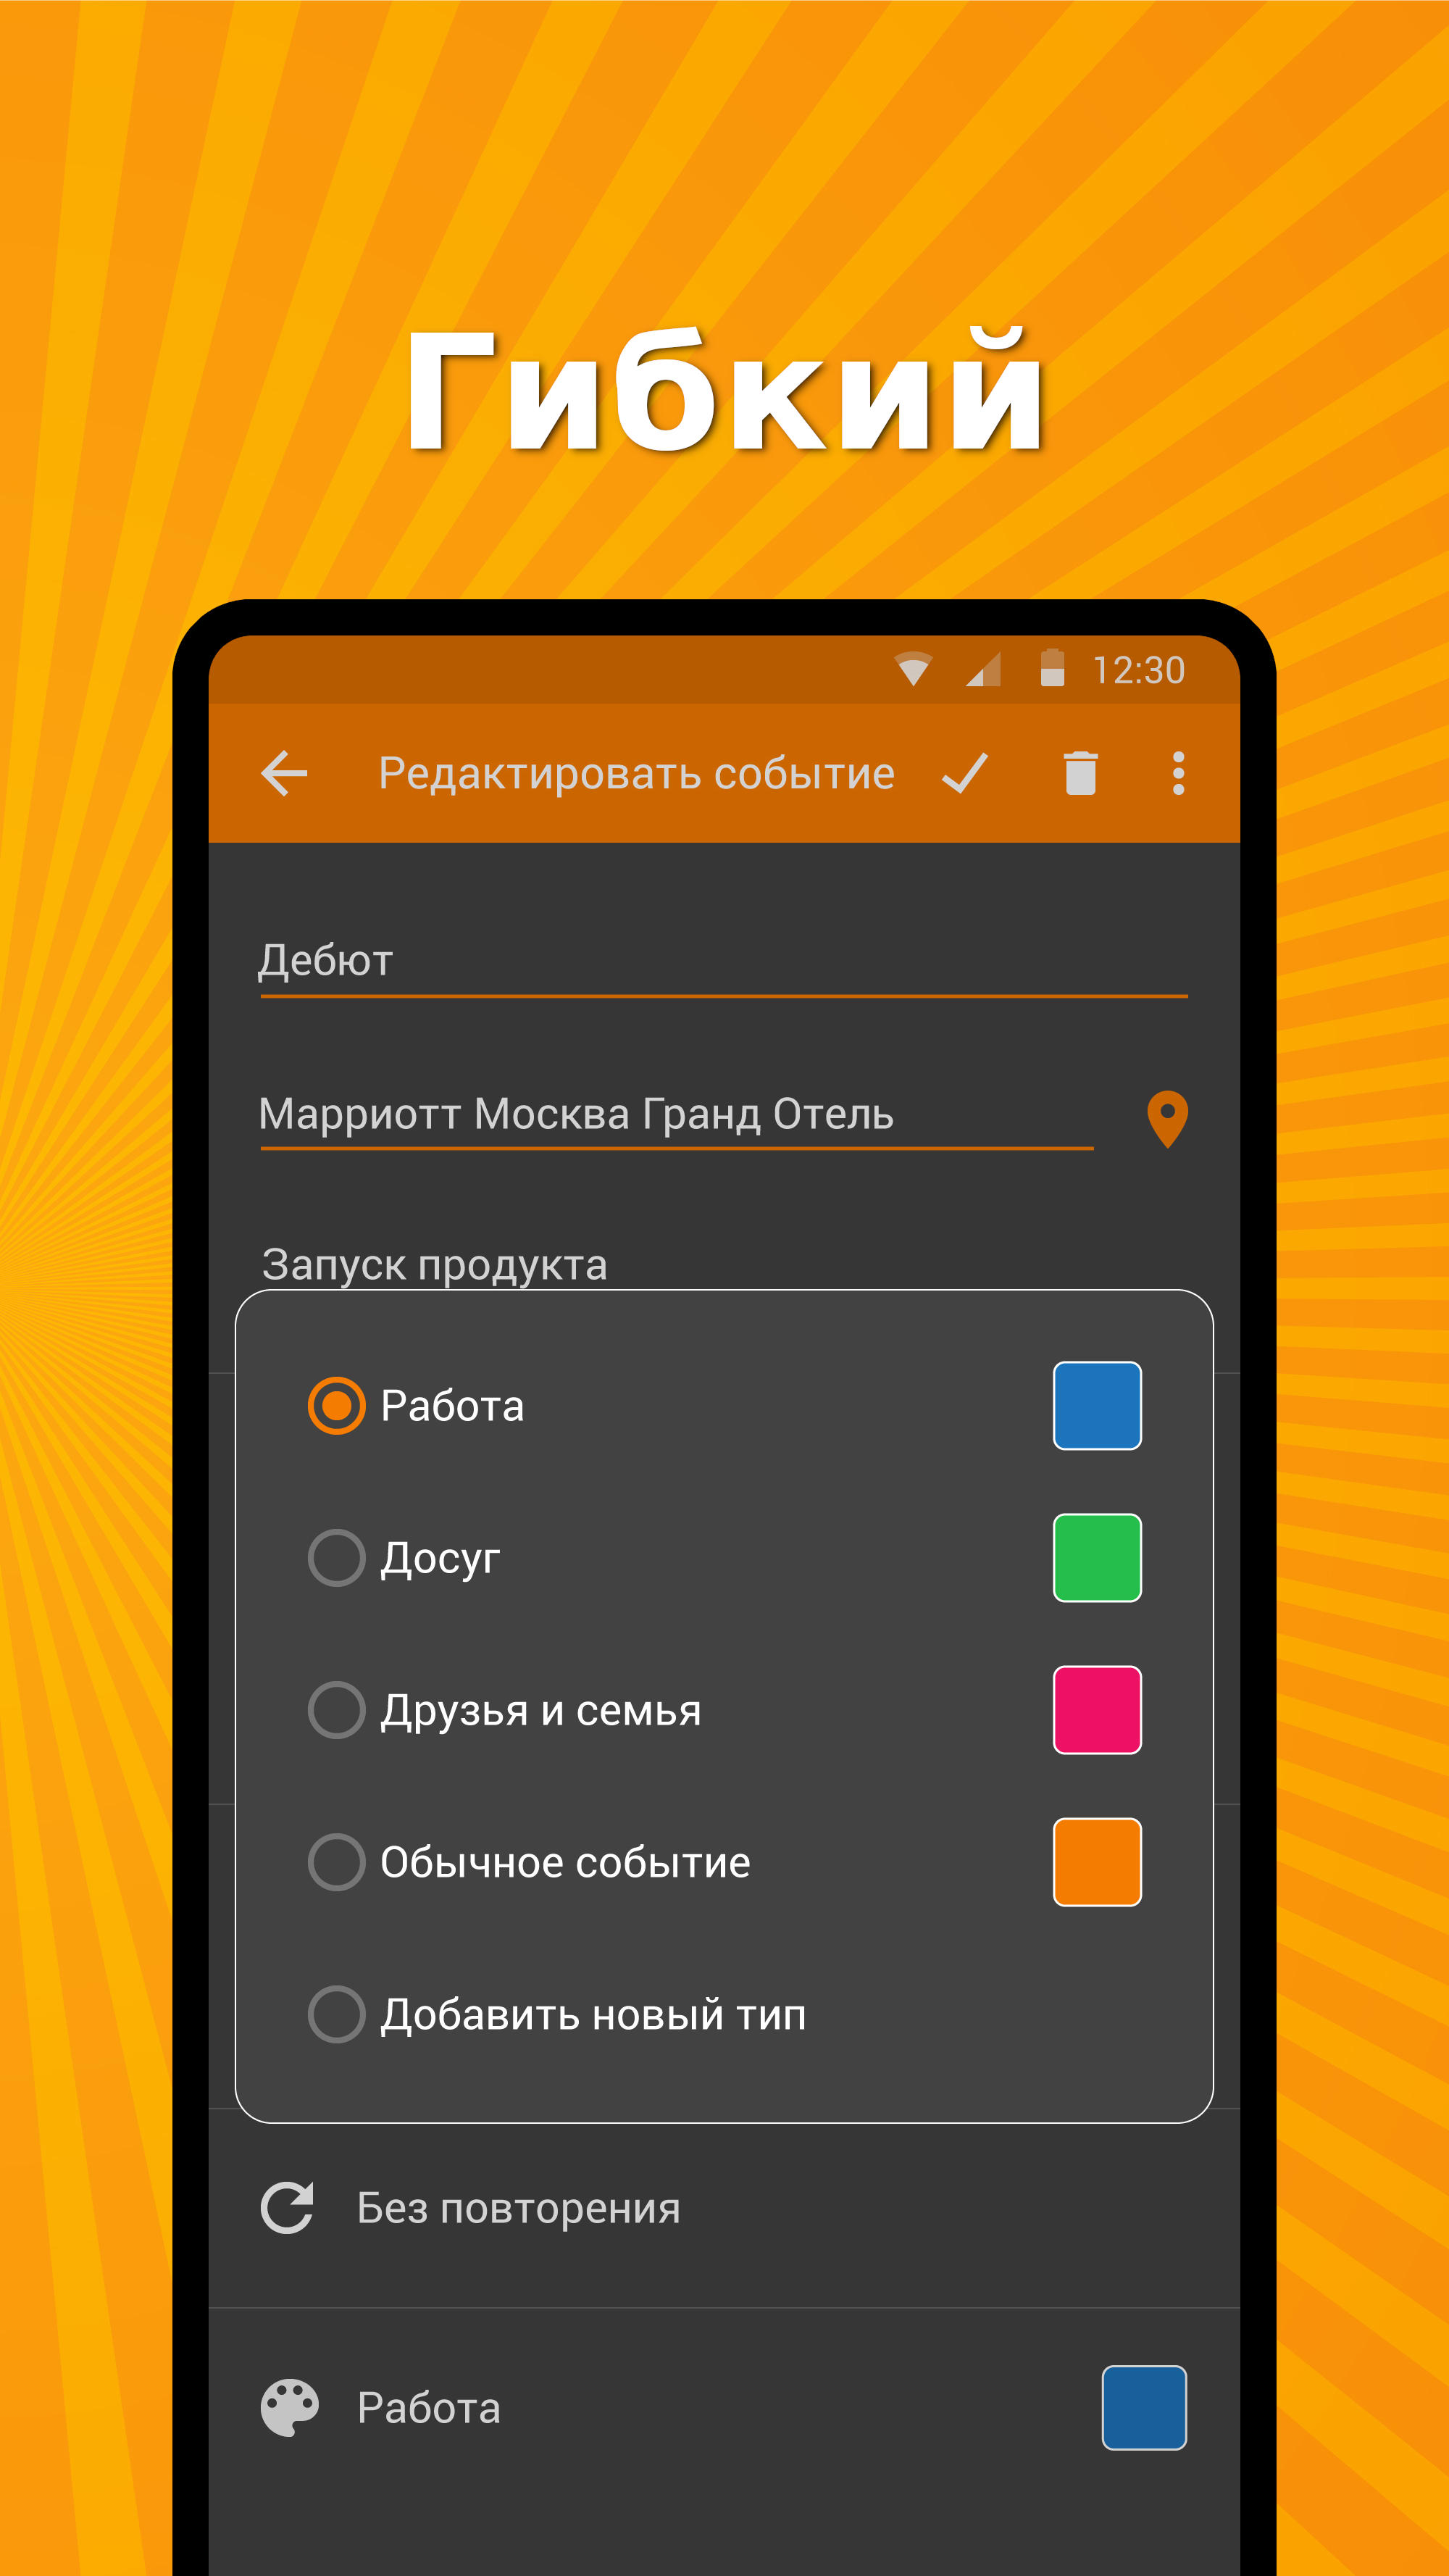 Гибкий
12:30
Редактировать событие
Дебют
Марриотт Москва Гранд Отель
Запуск продукта
Работа
Досуг
Друзья и семья
Обычное событие
Добавить новый тип
Без повторения
Работа